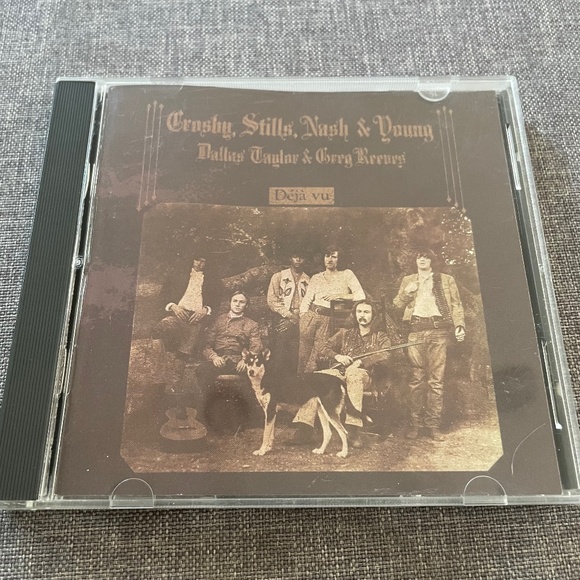 Crosby, Stills, Nash & Young
Dallas Taylor & Greg Reeves
Déjà vu